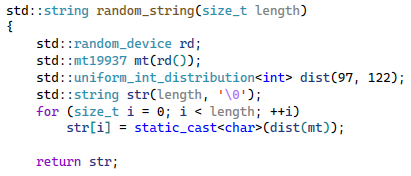 std::string random_string(size_t length)
{
    std::random_device rd;
    std::mt19937 mt(rd());
    std::uniform_int_distribution<int> dist(97, 122);
    std::string str(length, '\0');
    for (size_t i = 0; i < length; ++i)
        str[i] = static_cast<char>(dist(mt));

    return str;